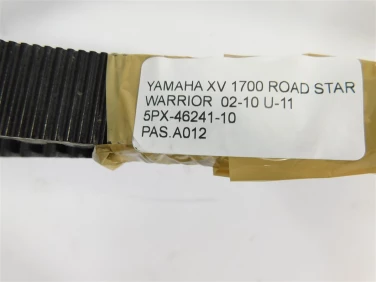 YAMAHA XV 1700 ROAD STAR
WARRIOR 02-10 U-11
5PX-46241-10
PAS.A012